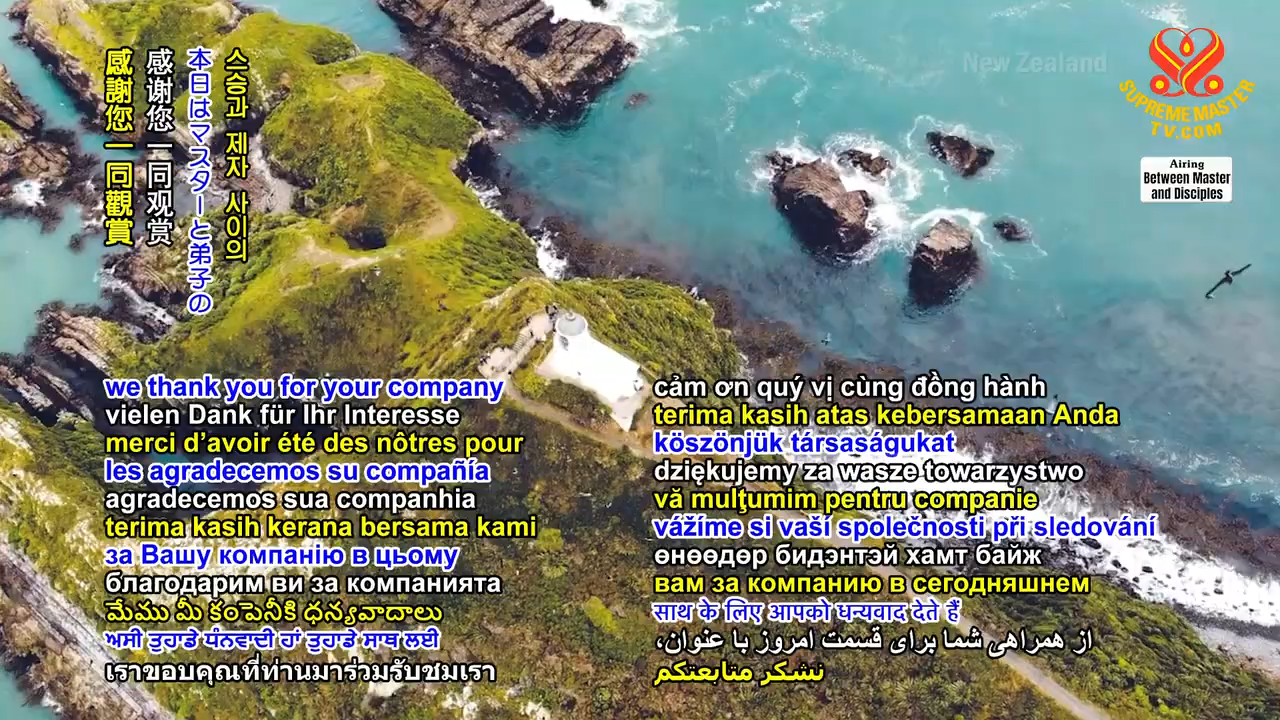 스승과 제자 사이의
本日はマスターと弟子の
感谢您一同观赏
感謝您一同觀賞
New Zealand
SUPREME MASTER
TV.COM
Airing
Between Master
and Disciples
we thank you for your company
vielen Dank für Ihr Interesse
merci d’avoir été des nôtres pour
les agradecemos su compañía
agradecemos sua companhia
terima kasih kerana bersama kami
за Вашу компанію в цьому
благодарим ви за компанията
మేము మీ కంపెనీకి ధన్యవాదాలు
ਅਸੀ ਤੁਹਾਡੇ ਧੰਨਵਾਦੀ ਹਾਂ ਤੁਹਾਡੇ ਸਾਥ ਲਈ
เราขอบคุณที่ท่านมาร่วมรับชมเรา
cảm ơn quý vị cùng đồng hành
terima kasih atas kebersamaan Anda
köszönjük társaságukat
dziękujemy za wasze towarzystwo
vă mulţumim pentru companie
vážíme si vaší společnosti při sledování
өнөөдөр бидэнтэй хамт байж
вам за компанию в сегодняшнем
साथ के लिए आपको धन्यवाद देते हैं
از همراهی شما برای قسمت امروز با عنوان،
نشكر متابعتكم